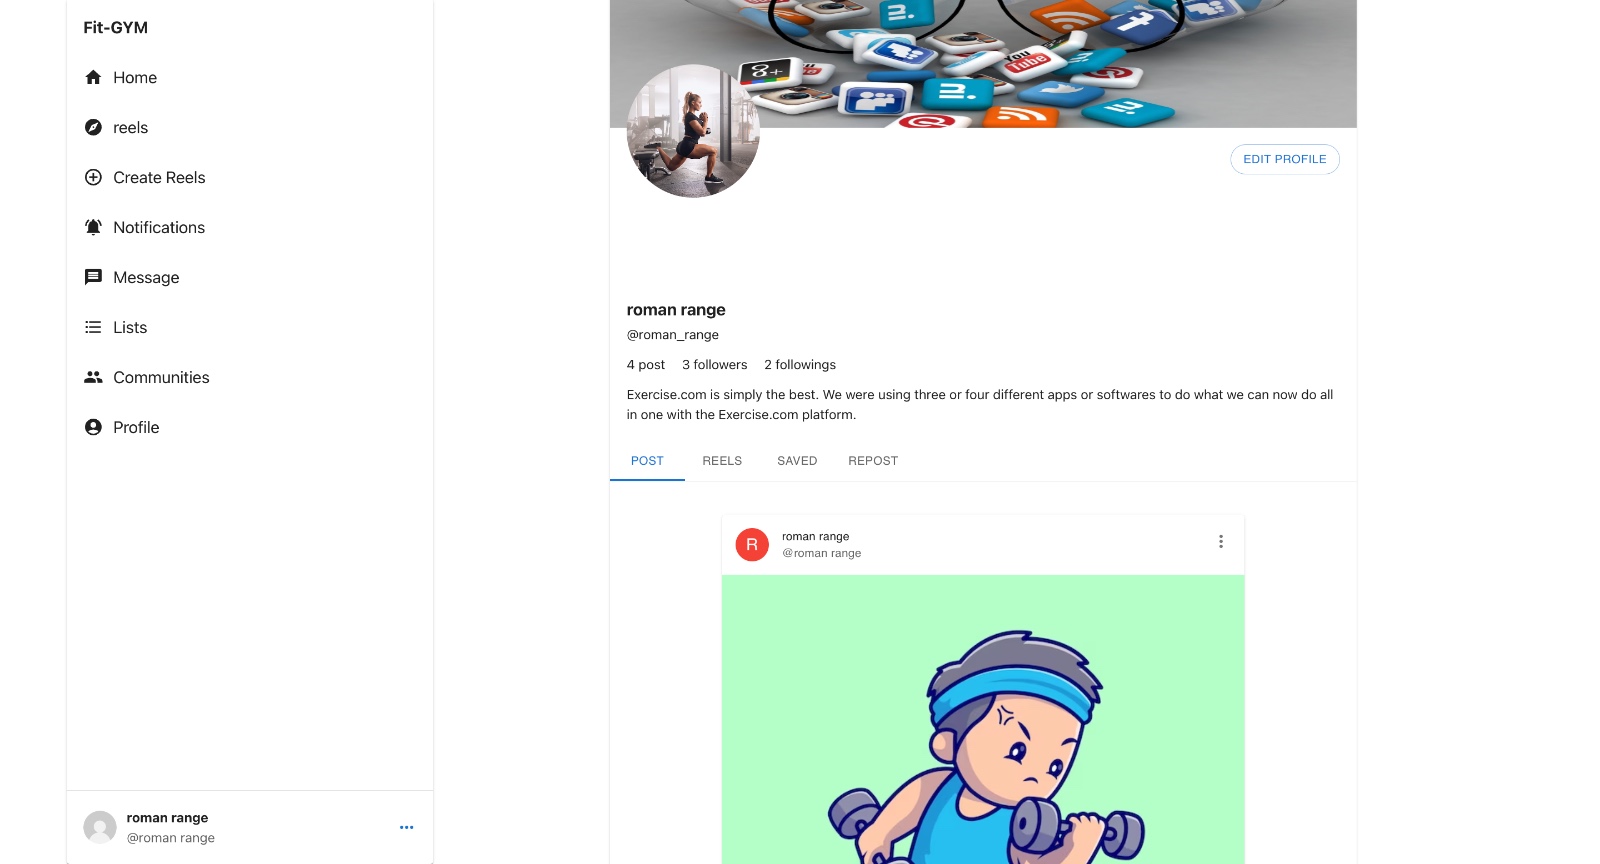 Fit-GYM
Home
reels
Create Reels
Notifications
Message
Lists
Communities
Profile
roman range
@roman range
g+
You
Tube
EDIT PROFILE
roman range
@roman_range
4 post 3 followers 2 followings
Exercise.com is simply the best. We were using three or four different apps or softwares to do what we can now do all
in one with the Exercise.com platform.
POST REELS SAVED REPOST
R
roman range
@roman range